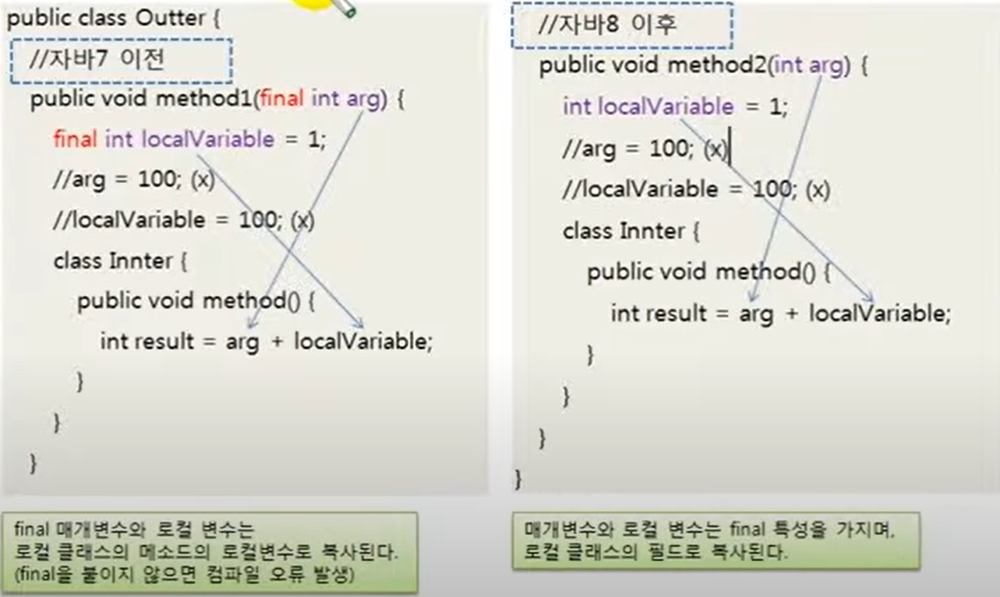 public class Outter {
//자바7 이전
public void method1(final int arg) {
final int localVariable = 1;
//arg = 100; (x)
//localVariable = 100; (x)
class Innter {
public void method() {
int result = arg + localVariable;
}
}
}
final 매개변수와 로컬 변수는
로컬 클래스의 메소드의 로컬변수로 복사된다.
(final을 붙이지 않으면 컴파일 오류 발생)
//자바8 이후
public void method2(int arg) {
int localVariable = 1;
//arg = 100; (x)
//localVariable = 100; (x)
class Innter {
public void method() {
int result = arg + localVariable;
}
}
}
}
매개변수와 로컬 변수는 final 특성을 가지며,
로컬 클래스의 필드로 복사된다.